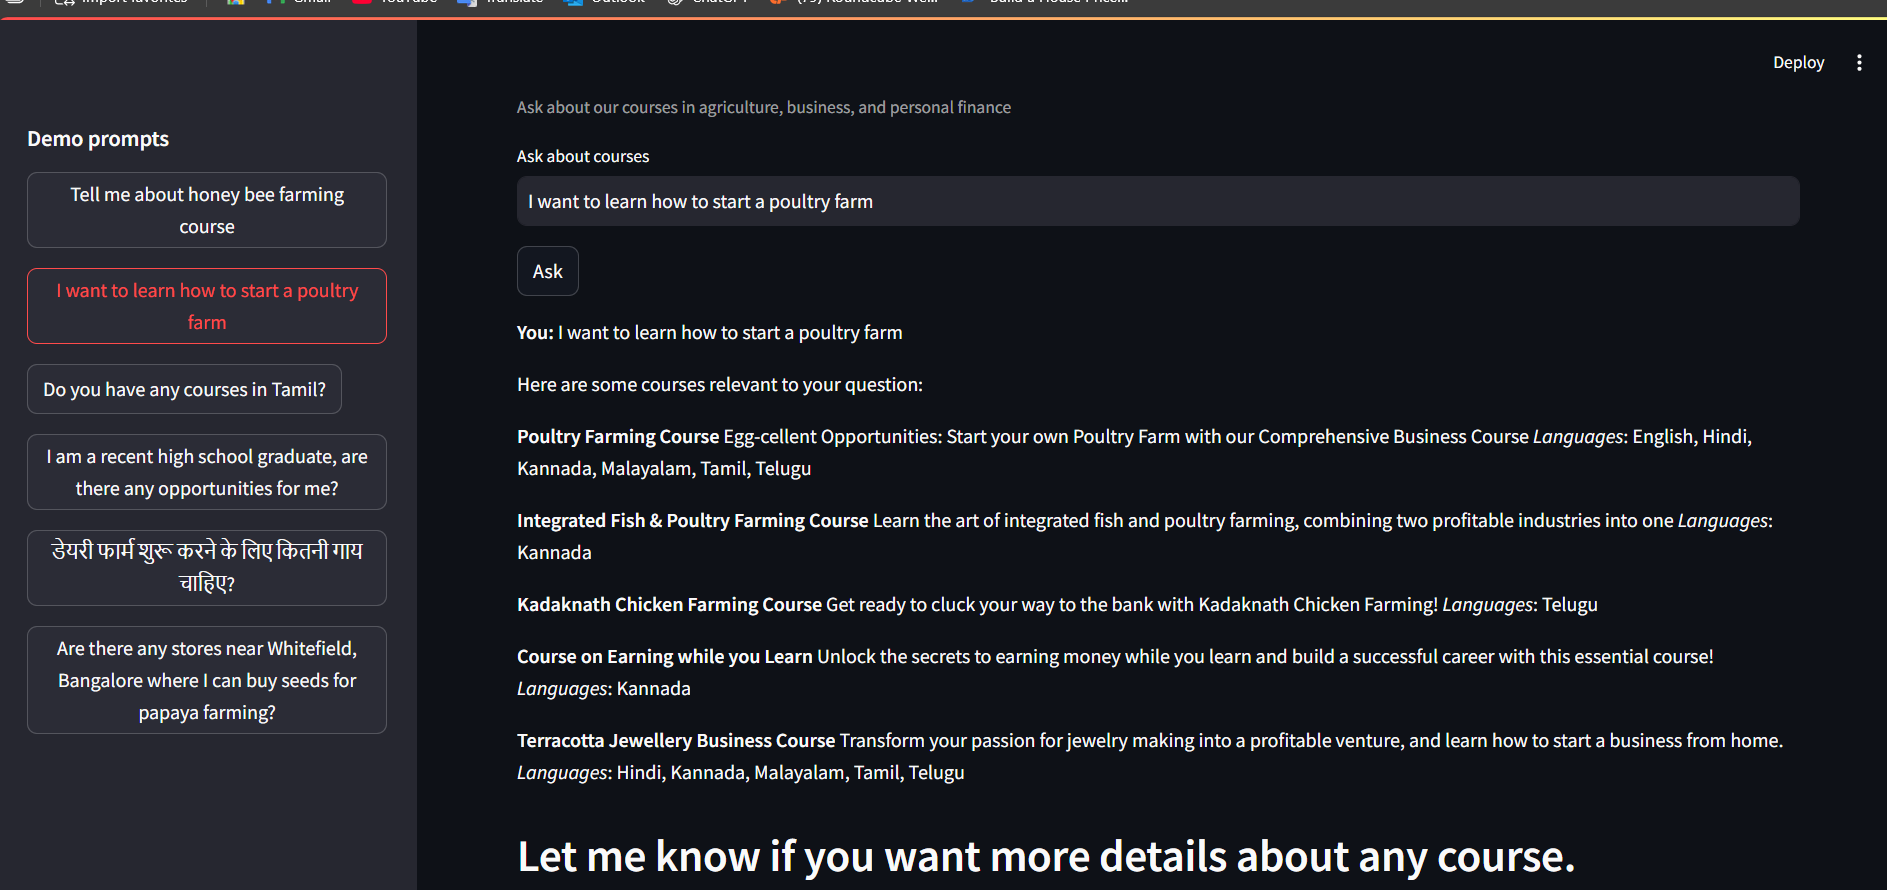 Import favorites
Gmail
YouTube
Translate
Outlook
ChatGPT
Build a House Price...
Deploy
Demo prompts
Tell me about honey bee farming
course
I want to learn how to start a poultry
farm
Do you have any courses in Tamil?
I am a recent high school graduate, are
there any opportunities for me?
डेयरी फार्म शुरू करने के लिए कितनी गाय
चाहिए?
Are there any stores near Whitefield,
Bangalore where I can buy seeds for
papaya farming?
Ask about our courses in agriculture, business, and personal finance
Ask about courses
I want to learn how to start a poultry farm
Ask
You: I want to learn how to start a poultry farm
Here are some courses relevant to your question:
Poultry Farming Course Egg-cellent Opportunities: Start your own Poultry Farm with our Comprehensive Business Course Languages: English, Hindi,
Kannada, Malayalam, Tamil, Telugu
Integrated Fish & Poultry Farming Course Learn the art of integrated fish and poultry farming, combining two profitable industries into one Languages:
Kannada
Kadaknath Chicken Farming Course Get ready to cluck your way to the bank with Kadaknath Chicken Farming! Languages: Telugu
Course on Earning while you Learn Unlock the secrets to earning money while you learn and build a successful career with this essential course!
Languages: Kannada
Terracotta Jewellery Business Course Transform your passion for jewelry making into a profitable venture, and learn how to start a business from home.
Languages: Hindi, Kannada, Malayalam, Tamil, Telugu
Let me know if you want more details about any course.